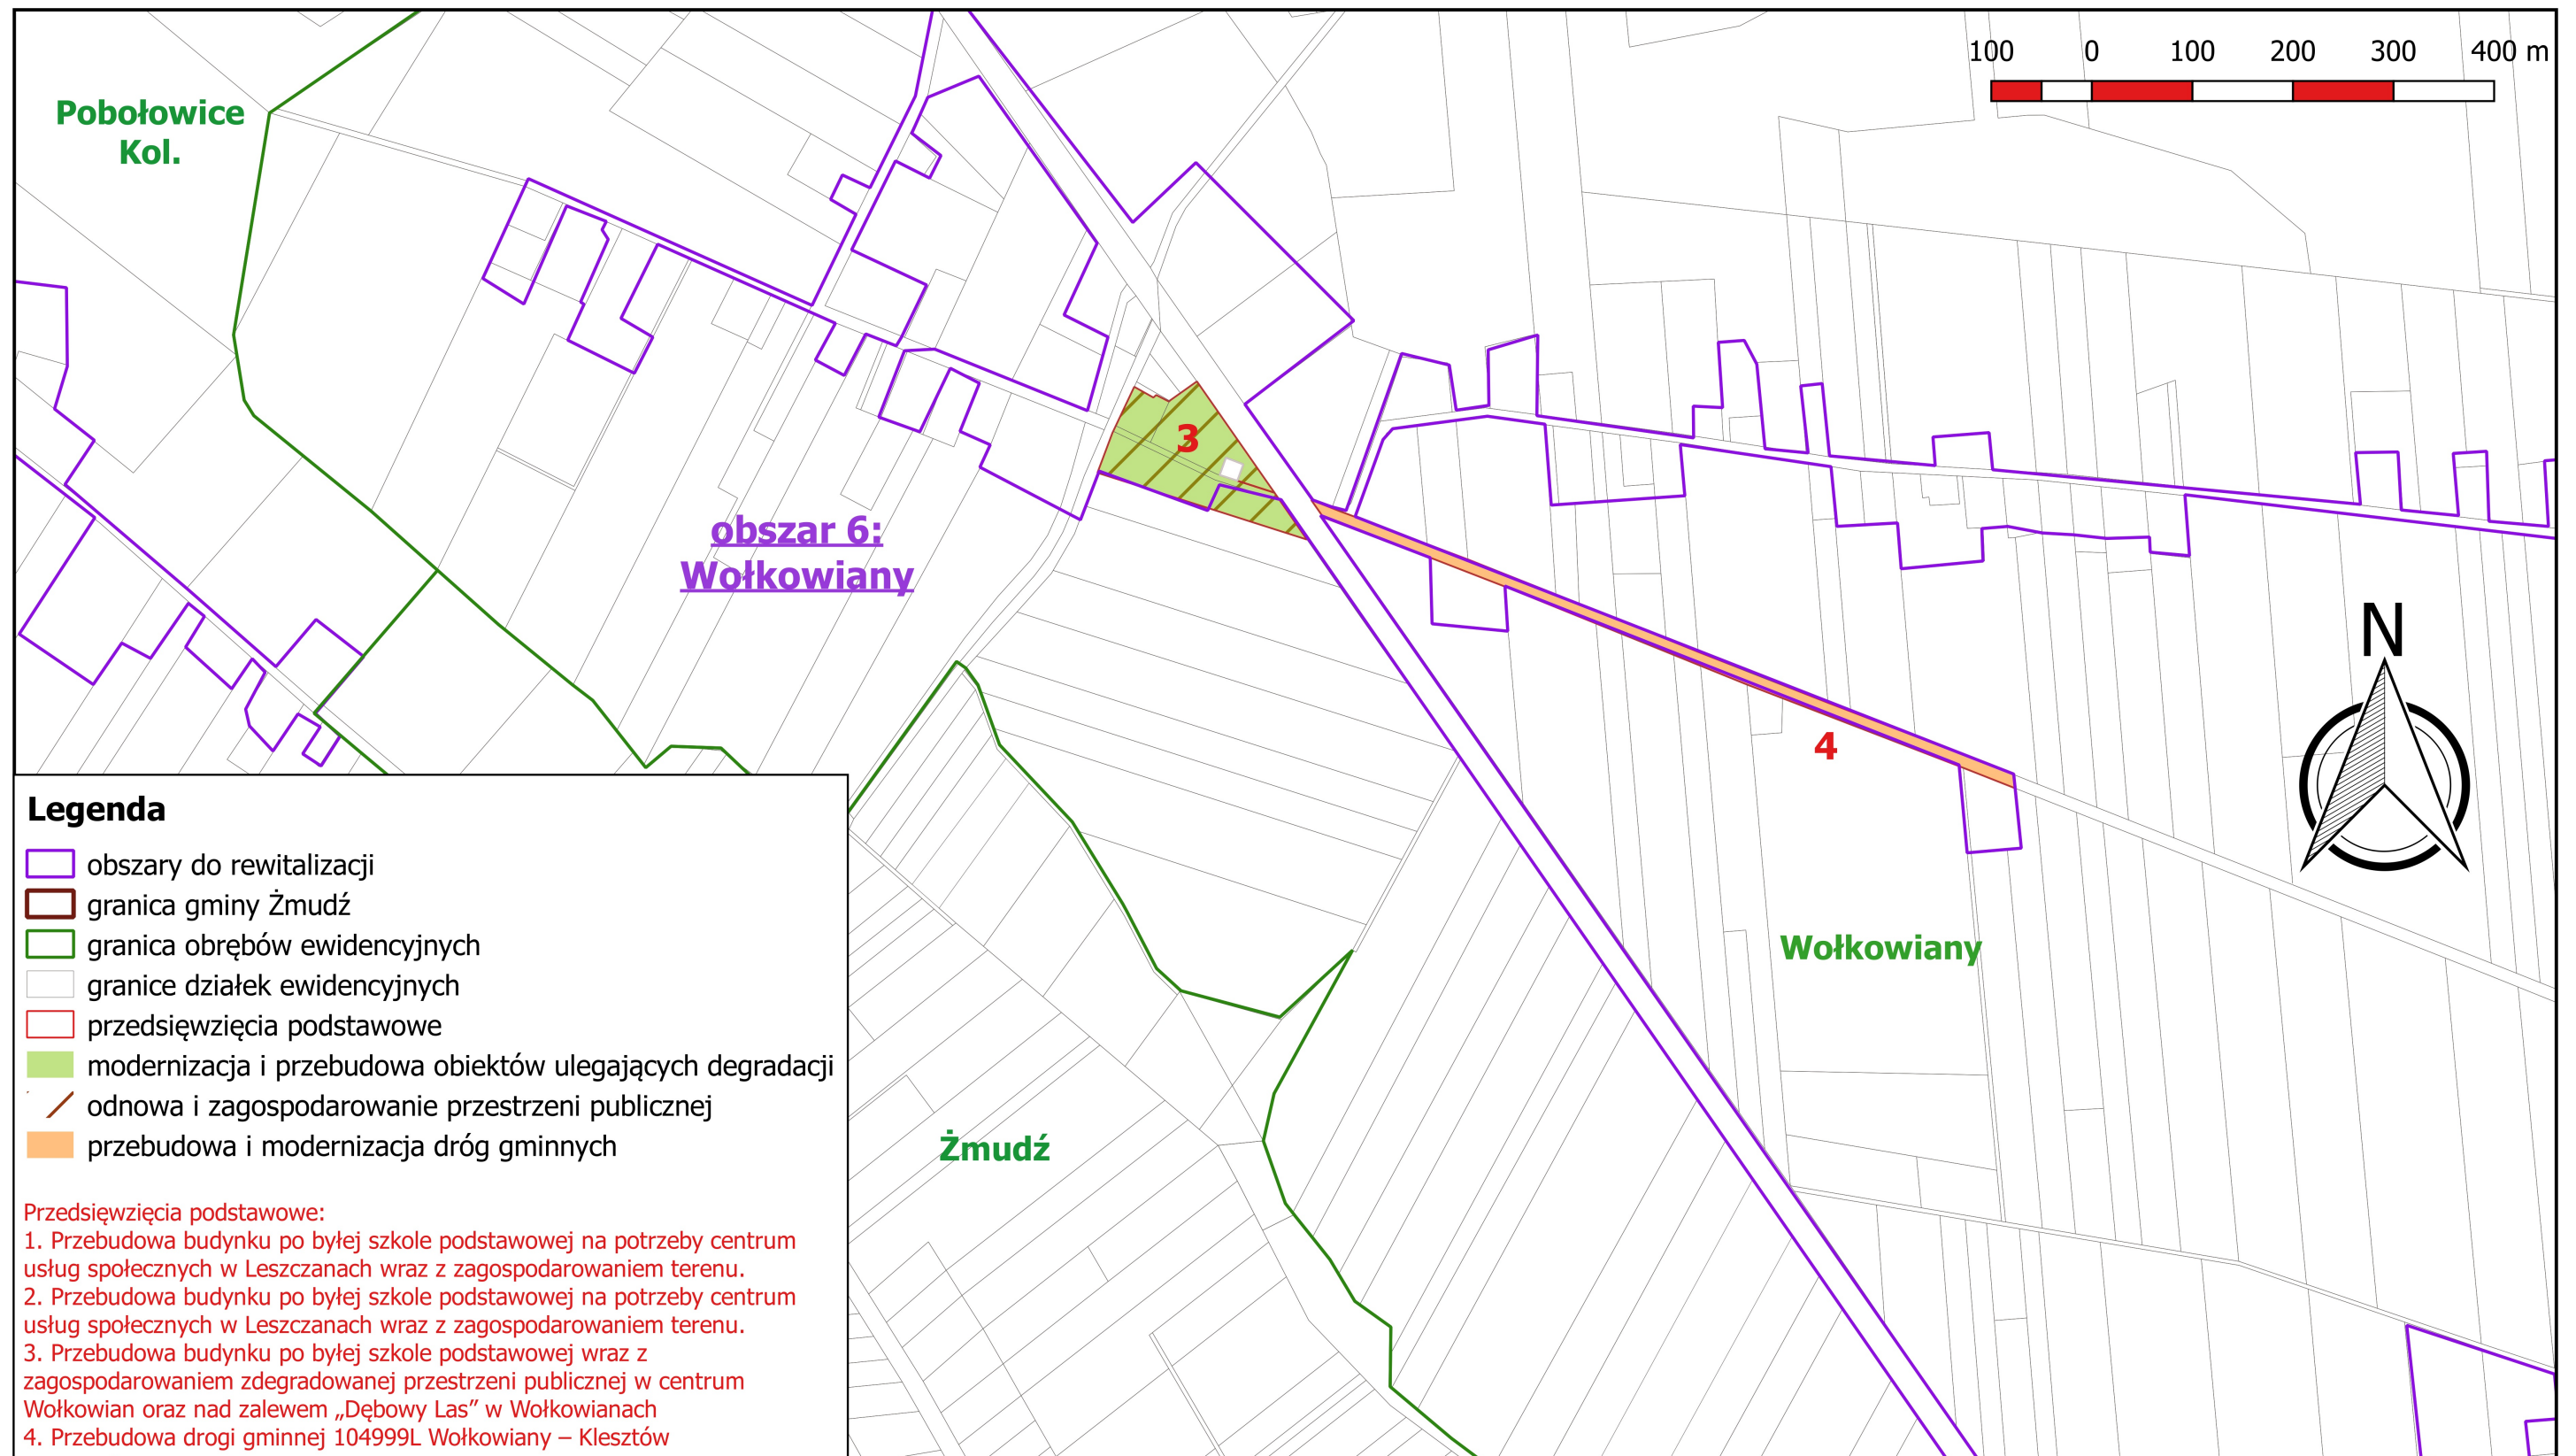 100 0 100 200 300 400 m
Pobołowice
Kol.
3
obszar 6:
Wołkowiany
N
4
Wołkowiany
Żmudź
Legenda
obszary do rewitalizacji
granica gminy Żmudź
granica obrębów ewidencyjnych
granice działek ewidencyjnych
przedsięwzięcia podstawowe
modernizacja i przebudowa obiektów ulegających degradacji
odnowa i zagospodarowanie przestrzeni publicznej
przebudowa i modernizacja dróg gminnych
Przedsięwzięcia podstawowe:
1. Przebudowa budynku po byłej szkole podstawowej na potrzeby centrum
usług społecznych w Leszczanach wraz z zagospodarowaniem terenu.
2. Przebudowa budynku po byłej szkole podstawowej na potrzeby centrum
usług społecznych w Leszczanach wraz z zagospodarowaniem terenu.
3. Przebudowa budynku po byłej szkole podstawowej wraz z
zagospodarowaniem zdegradowanej przestrzeni publicznej w centrum
Wołkowian oraz nad zalewem „Dębowy Las” w Wołkowianach
4. Przebudowa drogi gminnej 104999L Wołkowiany – Klesztów